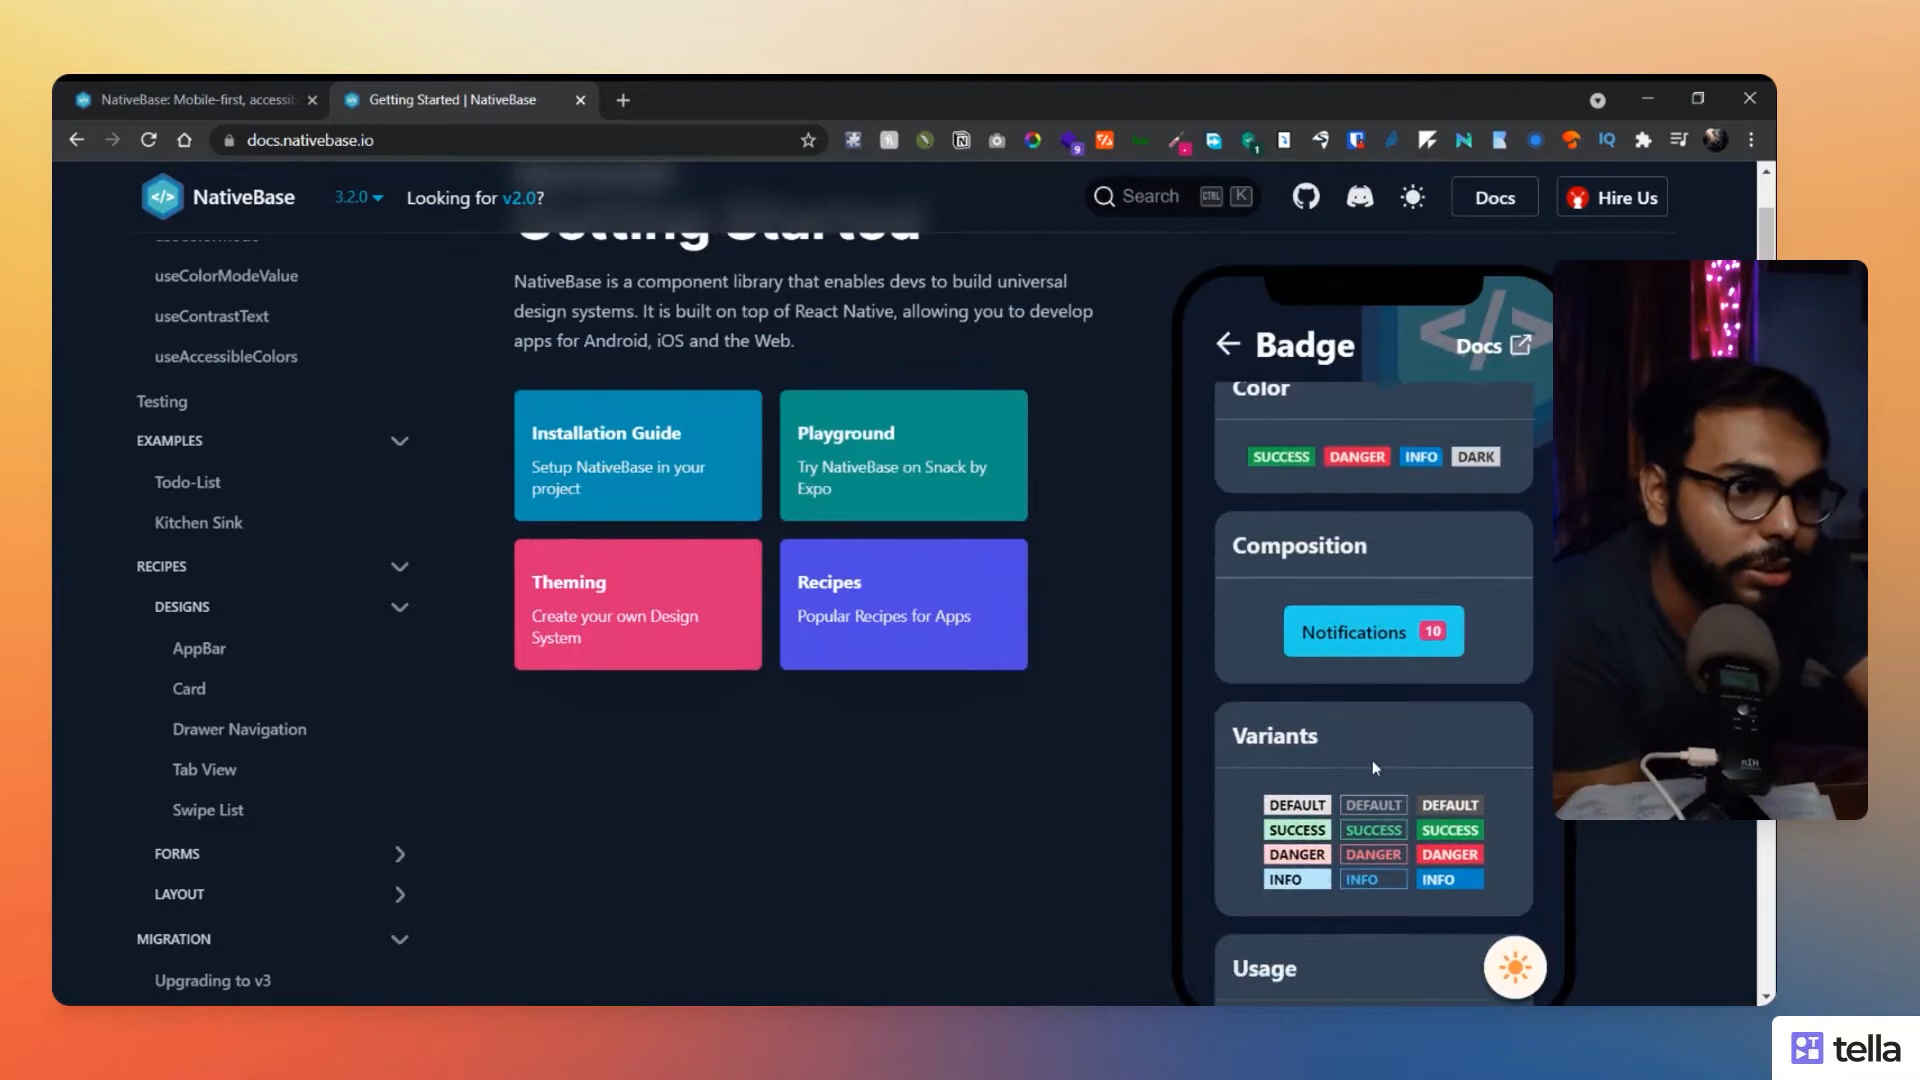 NativeBase: Mobile-first, accessib
Getting Started | NativeBase
docs.nativebase.io
NativeBase
3.2.0
Looking for v2.0?
Search
CTRL
K
Docs
Hire Us
useColorModeValue
useContrastText
useAccessibleColors
Testing
EXAMPLES
Todo-List
Kitchen Sink
RECIPES
DESIGNS
AppBar
Card
Drawer Navigation
Tab View
Swipe List
FORMS
LAYOUT
MIGRATION
Upgrading to v3
Getting Started
NativeBase is a component library that enables devs to build universal
design systems. It is built on top of React Native, allowing you to develop
apps for Android, iOS and the Web.
Installation Guide
Setup NativeBase in your
project
Playground
Try NativeBase on Snack by
Expo
Theming
Create your own Design
System
Recipes
Popular Recipes for Apps
Badge
Docs
Color
SUCCESS DANGER INFO DARK
Composition
Notifications 10
Variants
DEFAULT DEFAULT DEFAULT
SUCCESS SUCCESS SUCCESS
DANGER DANGER DANGER
INFO INFO INFO
Usage
tella